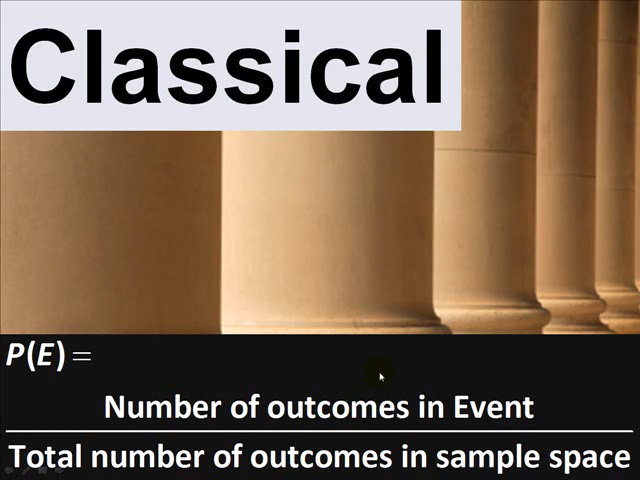 Classical
P(E) =
Number of outcomes in Event
Total number of outcomes in sample space